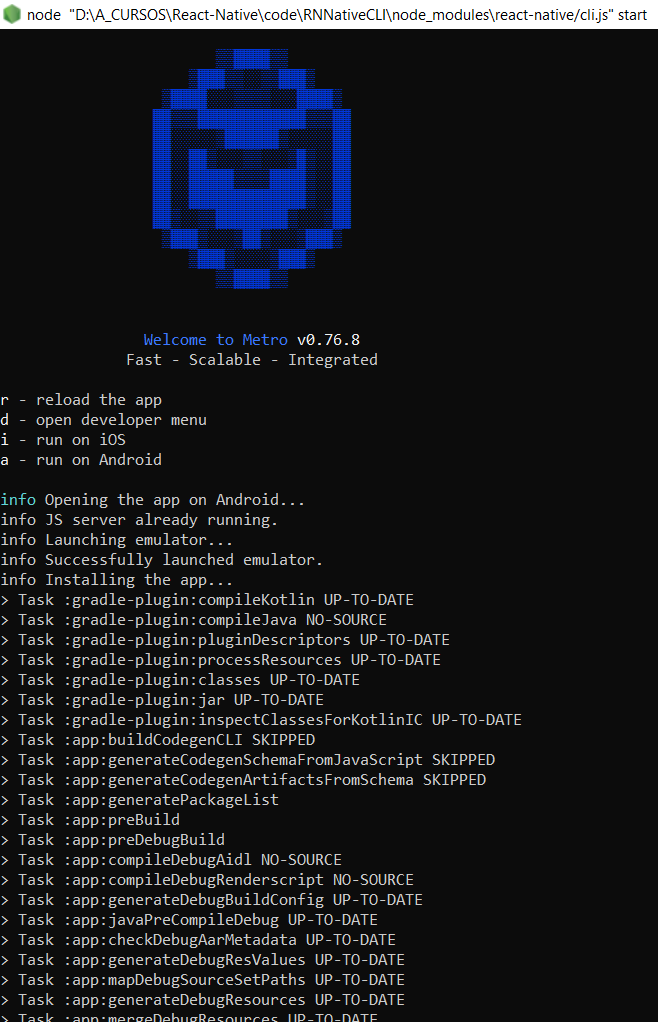 node "D:\A_CURSOS\React-Native\code\RNNativeCLI\node_modules\react-native/cli.js" start
Welcome to Metro v0.76.8
Fast - Scalable - Integrated
r - reload the app
d - open developer menu
i - run on iOS
a - run on Android
info Opening the app on Android...
info JS server already running.
info Launching emulator...
info Successfully launched emulator.
info Installing the app...
> Task :gradle-plugin:compileKotlin UP-TO-DATE
> Task :gradle-plugin:compileJava NO-SOURCE
> Task :gradle-plugin:pluginDescriptors UP-TO-DATE
> Task :gradle-plugin:processResources UP-TO-DATE
> Task :gradle-plugin:classes UP-TO-DATE
> Task :gradle-plugin:jar UP-TO-DATE
> Task :gradle-plugin:inspectClassesForKotlinIC UP-TO-DATE
> Task :app:buildCodegenCLI SKIPPED
> Task :app:generateCodegenSchemaFromJavaScript SKIPPED
> Task :app:generateCodegenArtifactsFromSchema SKIPPED
> Task :app:generatePackageList
> Task :app:preBuild
> Task :app:preDebugBuild
> Task :app:compileDebugAidl NO-SOURCE
> Task :app:compileDebugRenderscript NO-SOURCE
> Task :app:generateDebugBuildConfig UP-TO-DATE
> Task :app:javaPreCompileDebug UP-TO-DATE
> Task :app:checkDebugAarMetadata UP-TO-DATE
> Task :app:generateDebugResValues UP-TO-DATE
> Task :app:mapDebugSourceSetPaths UP-TO-DATE
> Task :app:generateDebugResources UP-TO-DATE
> Task :app:mergeDebugResources UP-TO-DATE